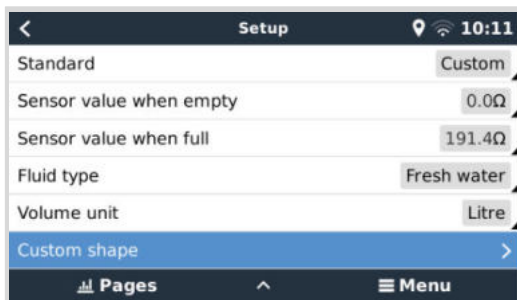 Setup 10:11
Standard Custom
Sensor value when empty 0.0Ω
Sensor value when full 191.4Ω
Fluid type Fresh water
Volume unit Litre
Custom shape
Pages Menu